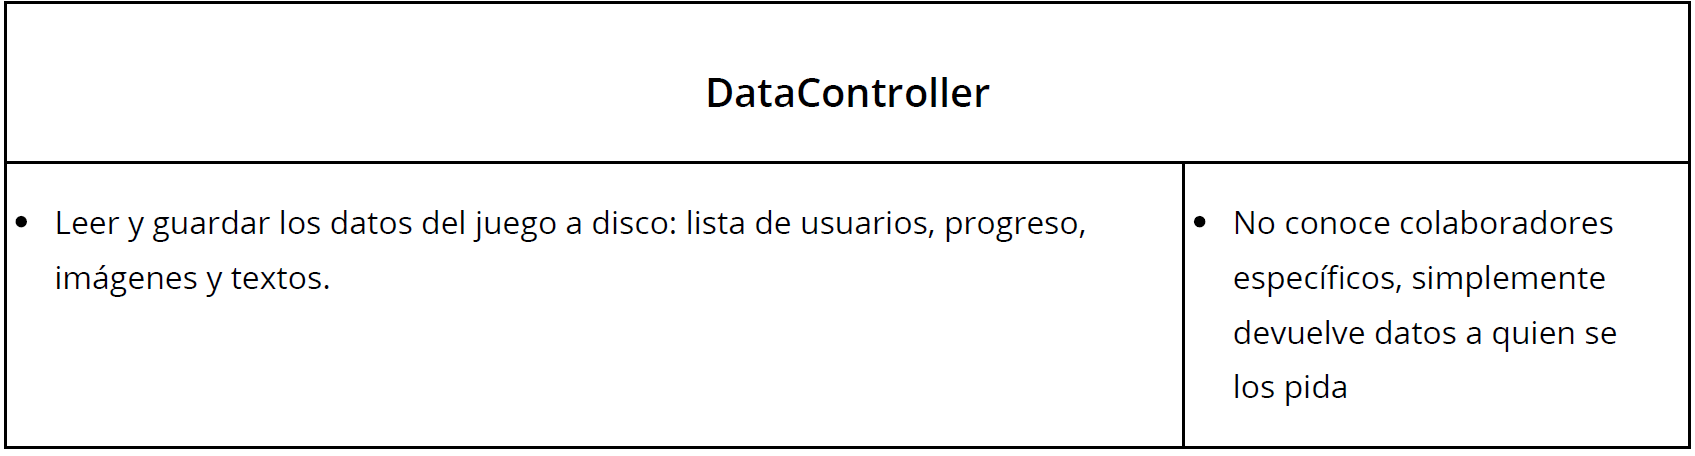 DataController
• Leer y guardar los datos del juego a disco: lista de usuarios, progreso,
imágenes y textos.
• No conoce colaboradores
específicos, simplemente
devuelve datos a quien se
los pida